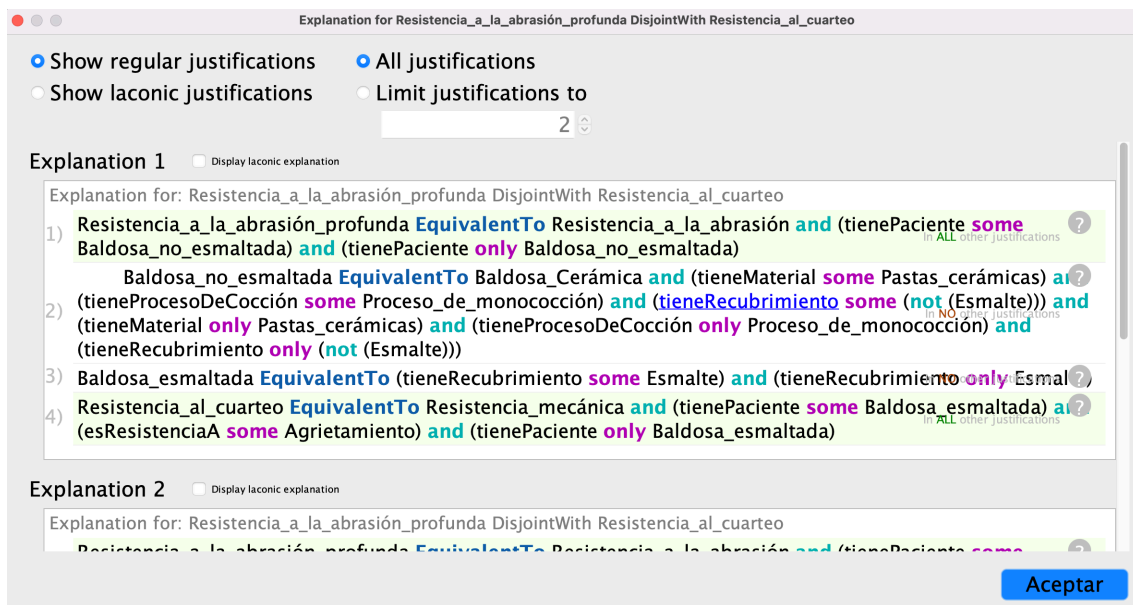 Explanation for Resistencia_a_la_abrasión_profunda DisjointWith Resistencia_al_cuarteo
Show regular justifications All justifications
Show laconic justifications Limit justifications to
2
Explanation 1 Display laconic explanation
Explanation for: Resistencia_a_la_abrasión_profunda DisjointWith Resistencia_al_cuarteo
1) Resistencia_a_la_abrasión_profunda EquivalentTo Resistencia_a_la_abrasión and (tienePaciente some
Baldosa_no_esmaltada) and (tienePaciente only Baldosa_no_esmaltada)
In ALL other justifications
?
Baldosa_no_esmaltada EquivalentTo Baldosa_Cerámica and (tieneMaterial some Pastas_cerámicas)
?
2) (tieneProcesoDeCocción some Proceso_de_monococción) and (tieneRecubrimiento some (not (Esmalte))) and
(tieneMaterial only Pastas_cerámicas) and (tieneProcesoDeCocción only Proceso_de_monococción) and
In NO other justifications
(tieneRecubrimiento only (not (Esmalte)))
3) Baldosa_esmaltada EquivalentTo (tieneRecubrimiento some Esmalte) and (tieneRecubrimiento only Esmalte)
?
4) Resistencia_al_cuarteo EquivalentTo Resistencia_mecánica and (tienePaciente some Baldosa_esmaltada)
?
(esResistenciaA some Agrietamiento) and (tienePaciente only Baldosa_esmaltada)
In ALL other justifications
Explanation 2 Display laconic explanation
Explanation for: Resistencia_a_la_abrasión_profunda DisjointWith Resistencia_al_cuarteo
Resistencia_a_la_abrasión_profunda EquivalentTo Resistencia_a_la_abrasión and (tienePaciente some
Aceptar